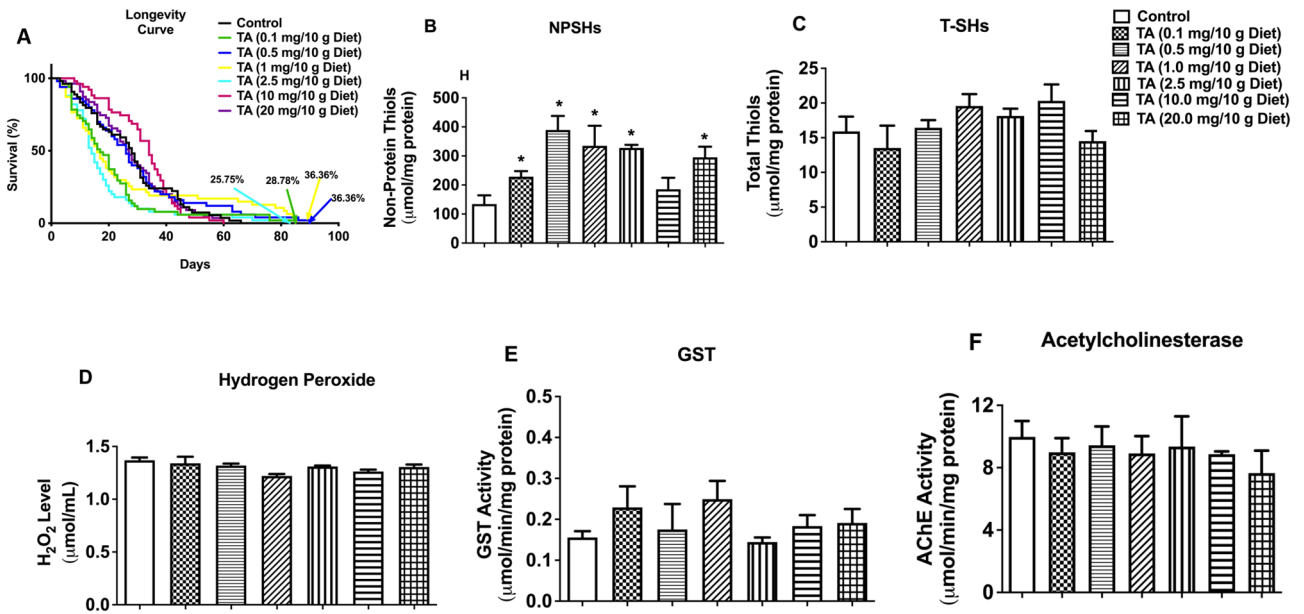 A
Longevity
Curve
Control
TA (0.1 mg/10 g Diet)
TA (0.5 mg/10 g Diet)
TA (1 mg/10 g Diet)
TA (2.5 mg/10 g Diet)
TA (10 mg/10 g Diet)
TA (20 mg/10 g Diet)
Survival (%)
100
50
0
25.75%
28.78%
36.36%
36.36%
0
20
40
60
80
100
Days
B
NPSHs
H
Non-Protein Thiols
(μmol/mg protein)
500
400
300
200
100
0
*
*
*
*
*
C
T-SHs
Total Thiols
(μmol/mg protein)
25
20
15
10
5
0
Control
TA (0.1 mg/10 g Diet)
TA (0.5 mg/10 g Diet)
TA (1.0 mg/10 g Diet)
TA (2.5 mg/10 g Diet)
TA (10.0 mg/10 g Diet)
TA (20.0 mg/10 g Diet)
D
Hydrogen Peroxide
H₂O₂ Level
(μmol/mL)
1.5
1.0
1.5
0.0
E
GST
GST Activity
(μmol/min/mg protein)
0.5
0.4
0.3
0.2
0.1
0.0
F
Acetylcholinesterase
AChE Activity
(μmol/min/mg protein)
12
8
4
0